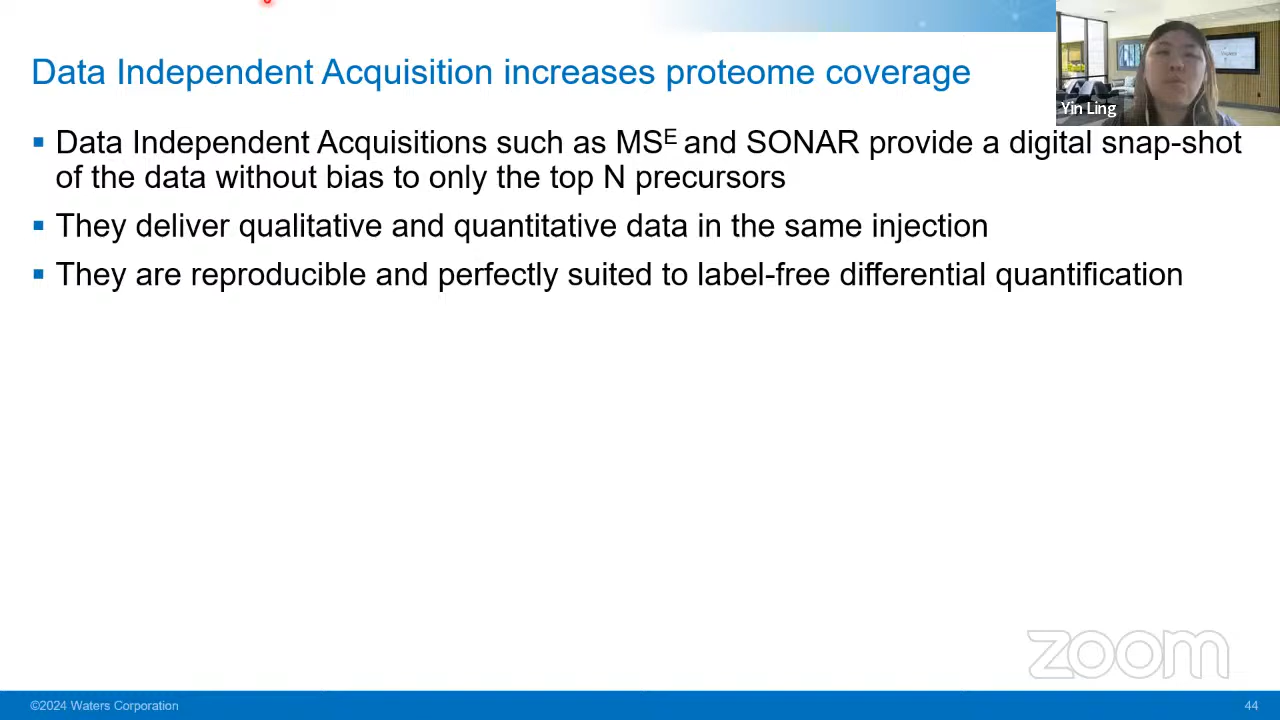 Data Independent Acquisition increases proteome coverage
Yin Ling
▪ Data Independent Acquisitions such as MSᴱ and SONAR provide a digital snap-shot
of the data without bias to only the top N precursors
▪ They deliver qualitative and quantitative data in the same injection
▪ They are reproducible and perfectly suited to label-free differential quantification
zoom
©2024 Waters Corporation
44